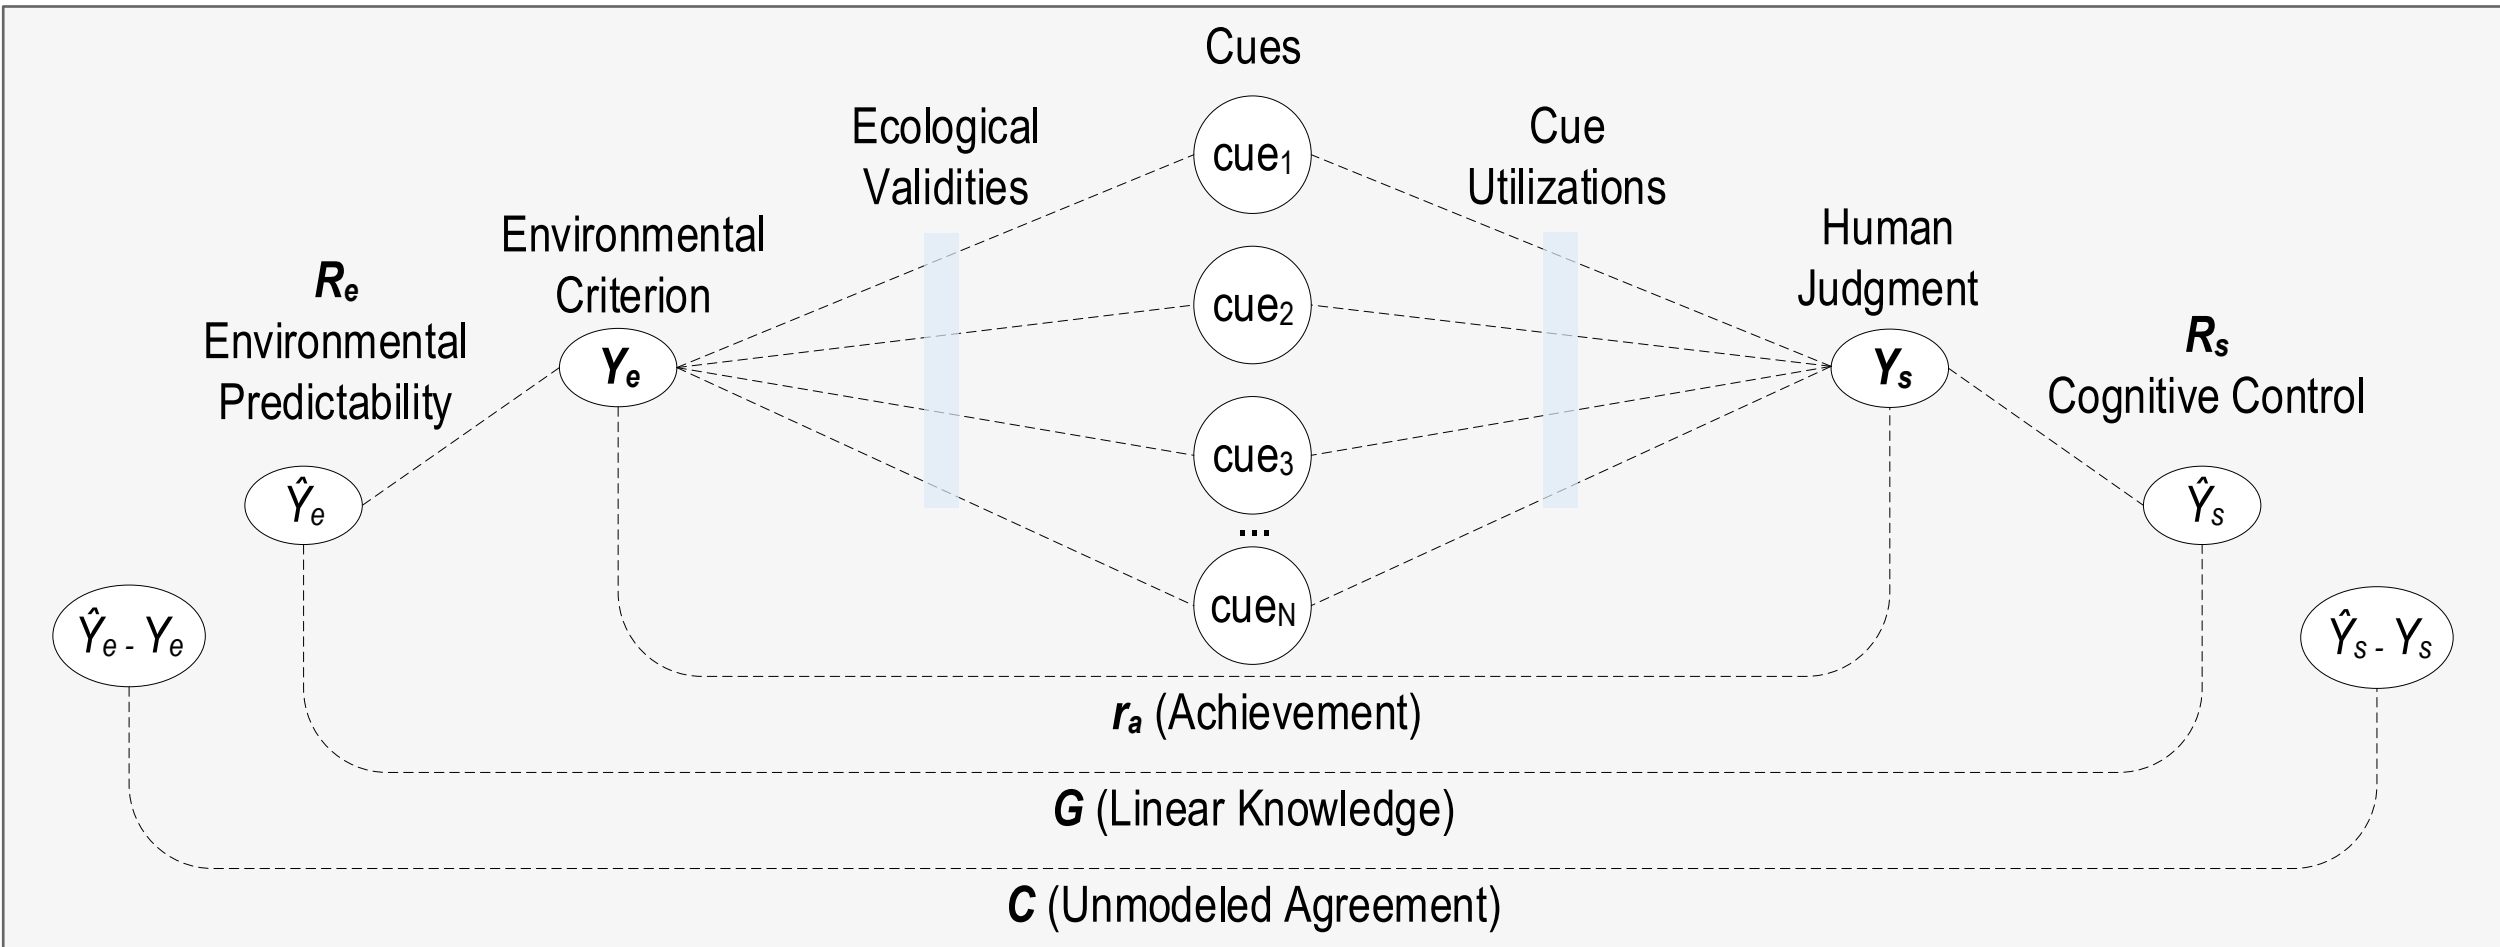 Cues
Ecological
Validities
Cue
Utilizations
Environmental
Criterion
Human
Judgment
Re
Environmental
Predictability
Rs
Cognitive Control
cue1
cue2
cue3
...
cueN
Ye
Ys
Ŷe
Ŷs
Ŷe - Ye
Ŷs - Ys
ra (Achievement)
G (Linear Knowledge)
C (Unmodeled Agreement)